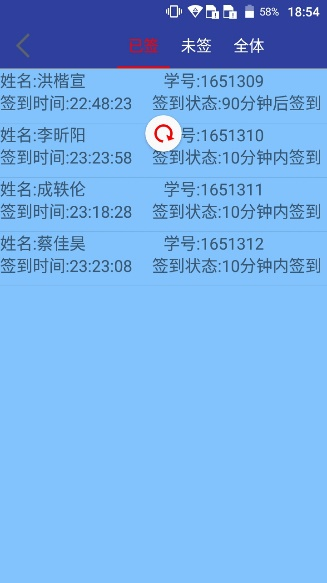 58% 18:54
已签 未签 全体
姓名:洪楷宣 学号:1651309
签到时间:22:48:23 签到状态:90分钟后签到
姓名:李昕阳 号:1651310
签到时间:23:23:58 签到状态:10分钟内签到
姓名:成轶伦 学号:1651311
签到时间:23:18:28 签到状态:10分钟内签到
姓名:蔡佳昊 学号:1651312
签到时间:23:23:08 签到状态:10分钟内签到